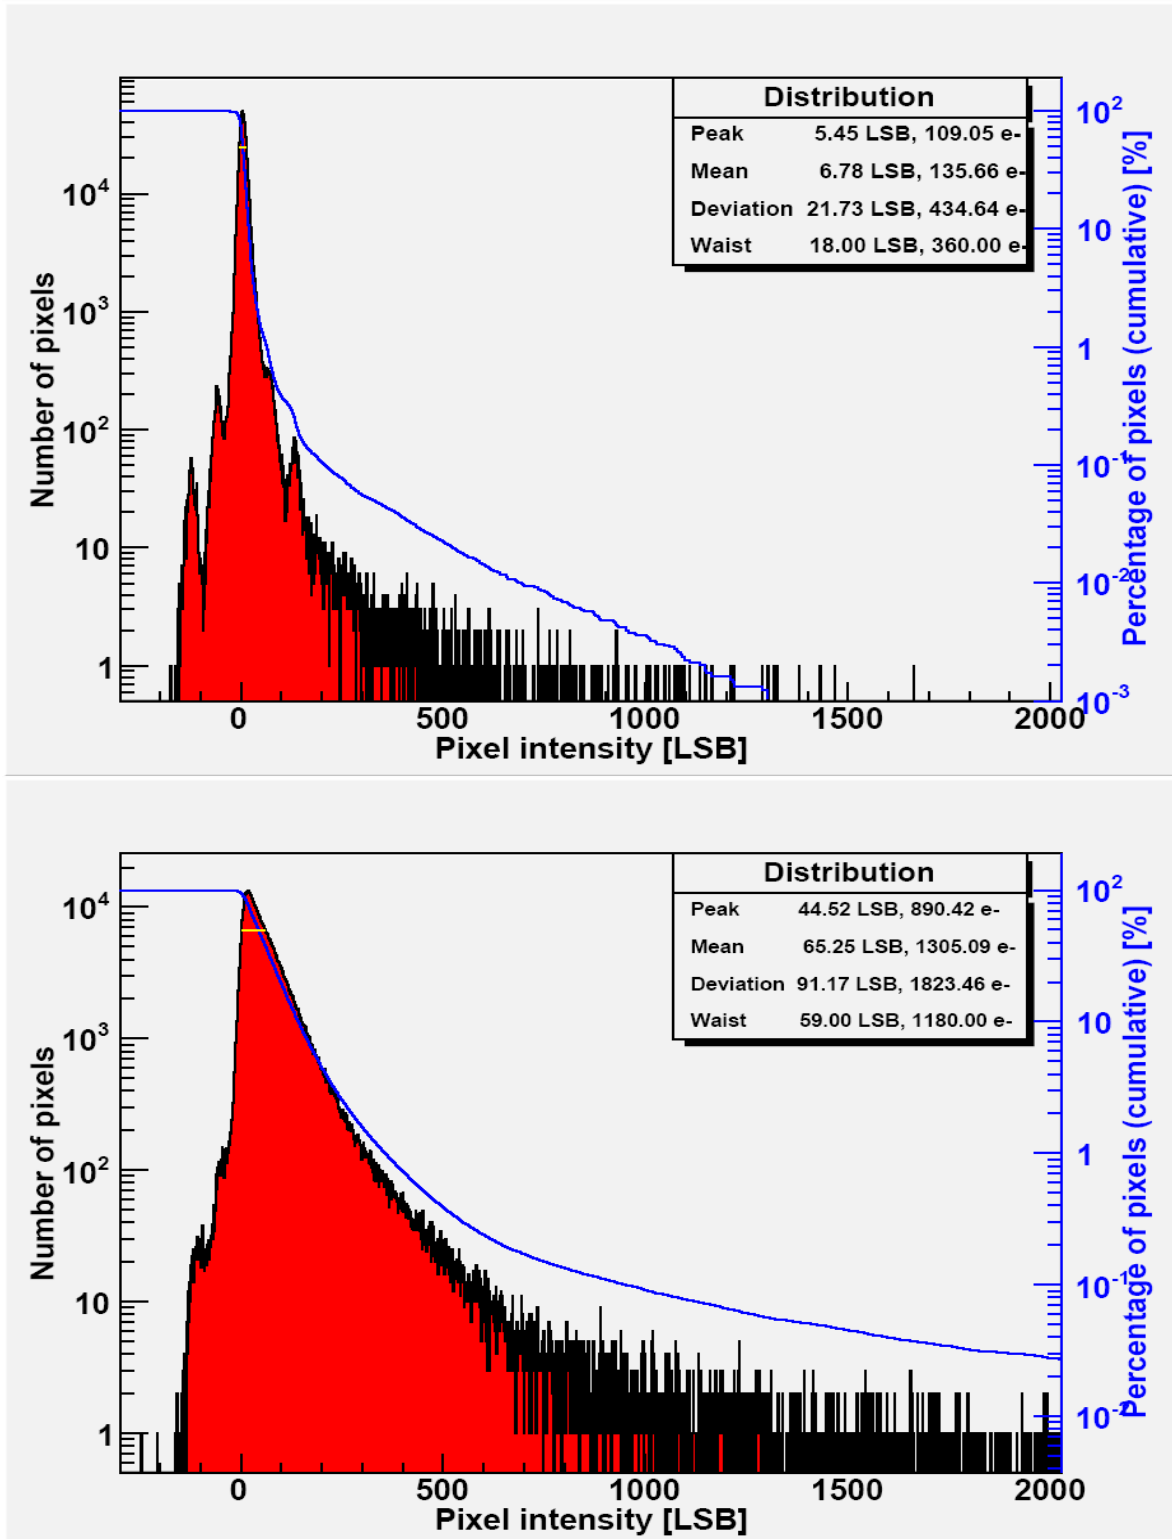 Distribution
Peak 5.45 LSB, 109.05 e-
Mean 6.78 LSB, 135.66 e-
Deviation 21.73 LSB, 434.64 e-
Waist 18.00 LSB, 360.00 e-
Number of pixels
10^4
10^3
10^2
10
1
10^2
10
1
10^-1
10^-2
10^-3
Percentage of pixels (cumulative) [%]
0 500 1000 1500 2000
Pixel intensity [LSB]
Distribution
Peak 44.52 LSB, 890.42 e-
Mean 65.25 LSB, 1305.09 e-
Deviation 91.17 LSB, 1823.46 e-
Waist 59.00 LSB, 1180.00 e-
Number of pixels
10^4
10^3
10^2
10
1
10^2
10
1
10^-1
10^-2
Percentage of pixels (cumulative) [%]
0 500 1000 1500 2000
Pixel intensity [LSB]